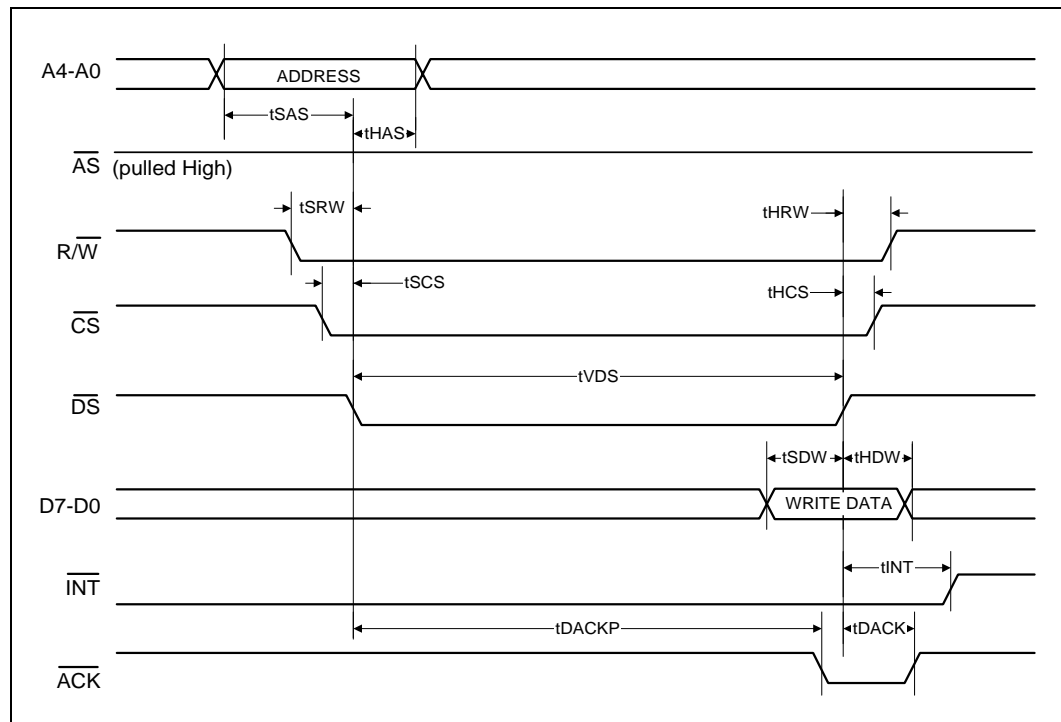 A4-A0
ADDRESS
tSAS
tHAS
AS (pulled High)
tSRW
tHRW
R/W
tSCS
tHCS
CS
tVDS
DS
tSDW
tHDW
D7-D0
WRITE DATA
tINT
INT
tDACKP
tDACK
ACK